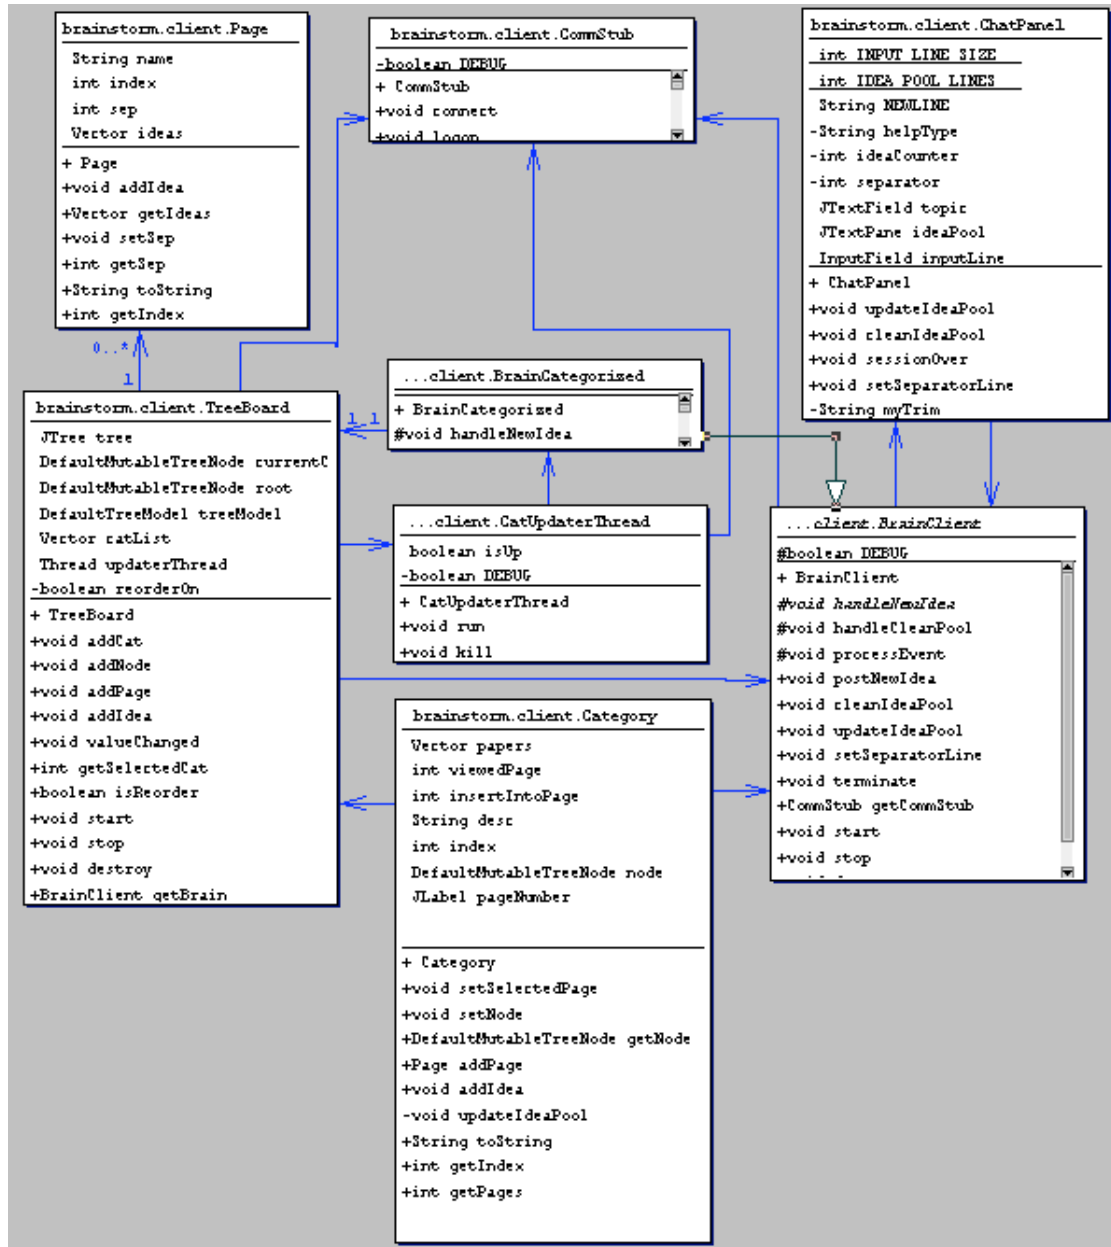 brainstorm.client.Page
String name
int index
int sep
Vector ideas
+ Page
+void addIdea
+Vector getIdeas
+void setSep
+int getSep
+String toString
+int getIndex
brainstorm.client.CommStub
-boolean DEBUG
+ CommStub
+void connect
+void logon
brainstorm.client.ChatPanel
int INPUT LINE SIZE
int IDEA POOL LINES
String NEWLINE
-String helpType
-int ideaCounter
-int separator
JTextField topic
JTextPane ideaPool
InputField inputLine
+ ChatPanel
+void updateIdeaPool
+void cleanIdeaPool
+void sessionOver
+void setSeparatorLine
-String myTrim
0..*
1
brainstorm.client.TreeBoard
JTree tree
DefaultMutableTreeNode currentC
DefaultMutableTreeNode root
DefaultTreeModel treeModel
Vector catList
Thread updaterThread
-boolean reorderOn
+ TreeBoard
+void addCat
+void addNode
+void addPage
+void addIdea
+void valueChanged
+int getSelectedCat
+boolean isReorder
+void start
+void stop
+void destroy
+BrainClient getBrain
1 1
...client.BrainCategorized
+ BrainCategorized
#void handleNewIdea
...client.CatUpdaterThread
boolean isUp
-boolean DEBUG
+ CatUpdaterThread
+void run
+void kill
...client.BrainClient
#boolean DEBUG
+ BrainClient
#void handleNewIdea
#void handleCleanPool
#void processEvent
+void postNewIdea
+void cleanIdeaPool
+void updateIdeaPool
+void setSeparatorLine
+void terminate
+CommStub getCommStub
+void start
+void stop
brainstorm.client.Category
Vector papers
int viewedPage
int insertIntoPage
String desc
int index
DefaultMutableTreeNode node
JLabel pageNumber
+ Category
+void setSelectedPage
+void setNode
+DefaultMutableTreeNode getNode
+Page addPage
+void addIdea
-void updateIdeaPool
+String toString
+int getIndex
+int getPages